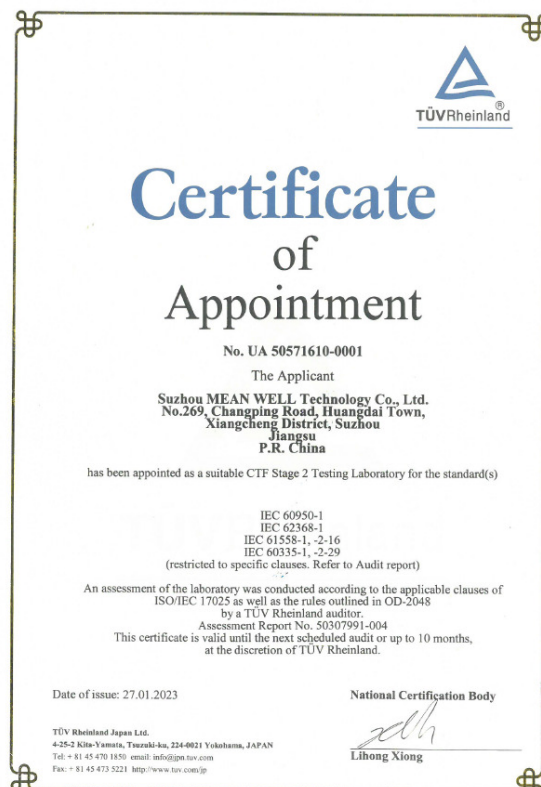 TÜVRheinland®
Certificate
of
Appointment
No. UA 50571610-0001
The Applicant
Suzhou MEAN WELL Technology Co., Ltd.
No.269, Changping Road, Huangdai Town,
Xiangcheng District, Suzhou
Jiangsu
P.R. China
has been appointed as a suitable CTF Stage 2 Testing Laboratory for the standard(s)
IEC 60950-1
IEC 62368-1
IEC 61558-1, -2-16
IEC 60335-1, -2-29
(restricted to specific clauses. Refer to Audit report)
An assessment of the laboratory was conducted according to the applicable clauses of
ISO/IEC 17025 as well as the rules outlined in OD-2048
by a TÜV Rheinland auditor.
Assessment Report No. 50307991-004
This certificate is valid until the next scheduled audit or up to 10 months,
at the discretion of TÜV Rheinland.
Date of issue: 27.01.2023
National Certification Body
TÜV Rheinland Japan Ltd.
4-25-2 Kita-Yamata, Tsuzuki-ku, 224-0021 Yokohama, JAPAN
Tel: + 81 45 470 1850 email: info@jpn.tuv.com
Fax: + 81 45 473 5221 http://www.tuv.com/jp
Lihong Xiong